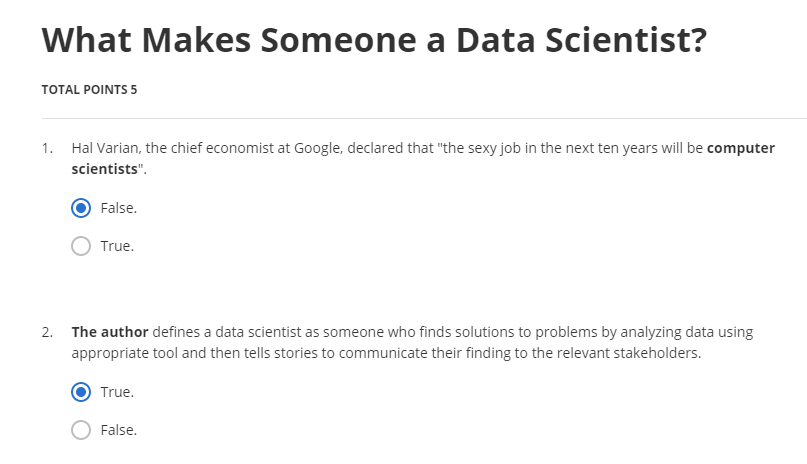 What Makes Someone a Data Scientist?
TOTAL POINTS 5
1. Hal Varian, the chief economist at Google, declared that "the sexy job in the next ten years will be computer
scientists".
False.
True.
2. The author defines a data scientist as someone who finds solutions to problems by analyzing data using
appropriate tool and then tells stories to communicate their finding to the relevant stakeholders.
True.
False.